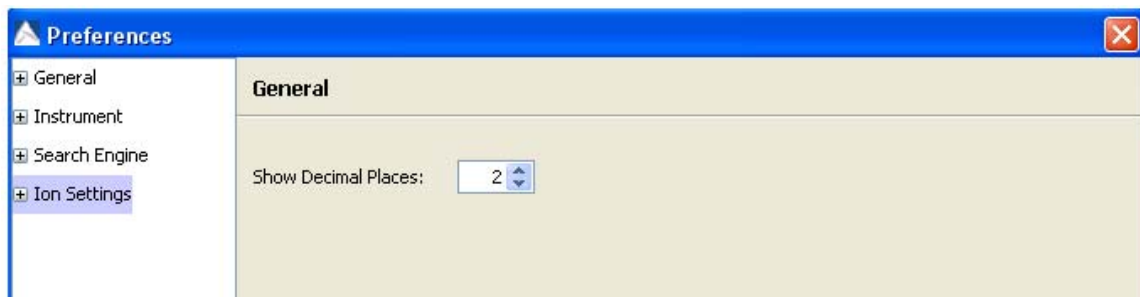 Preferences
General
Instrument
Search Engine
Ion Settings
General
Show Decimal Places: 2